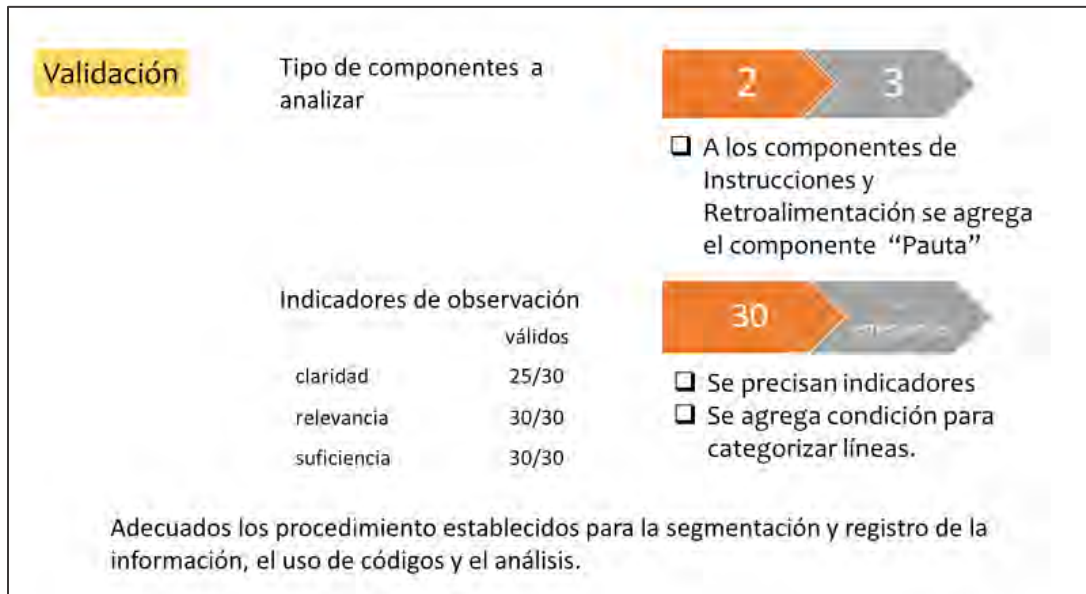 Validación
Tipo de componentes a
analizar
2
3
❑ A los componentes de
Instrucciones y
Retroalimentación se agrega
el componente “Pauta”
Indicadores de observación
válidos
claridad 25/30
relevancia 30/30
suficiencia 30/30
30
❑ Se precisan indicadores
❑ Se agrega condición para
categorizar líneas.
Adecuados los procedimiento establecidos para la segmentación y registro de la
información, el uso de códigos y el análisis.